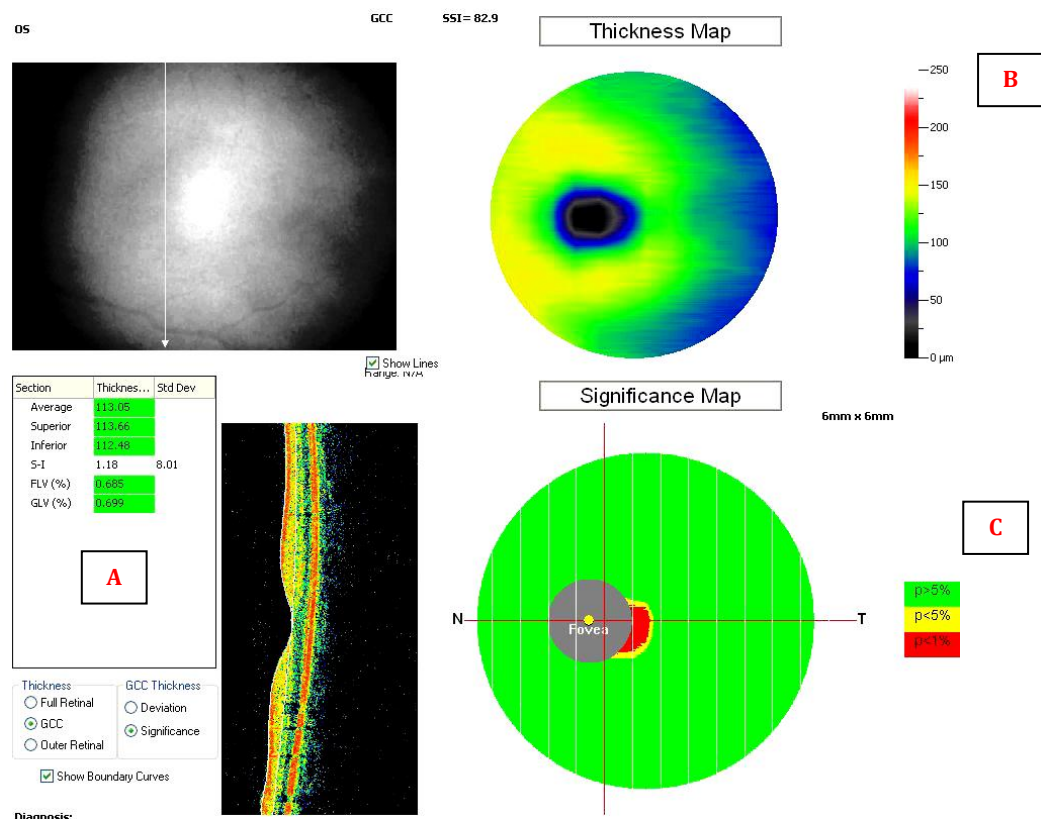 OS
GCC SSI= 82.9
Thickness Map
B
250
200
150
100
50
0 µm
Show Lines
Range: N/A
Section Thicknes... Std Dev
Average 113.05
Superior 113.66
Inferior 112.48
S-I 1.18 8.01
FLV (%) 0.685
GLV (%) 0.699
A
Significance Map
6mm x 6mm
C
N
Fovea
T
p>5%
p<5%
p<1%
Thickness
Full Retinal
GCC
Outer Retinal
GCC Thickness
Deviation
Significance
Show Boundary Curves
Diagnosis: